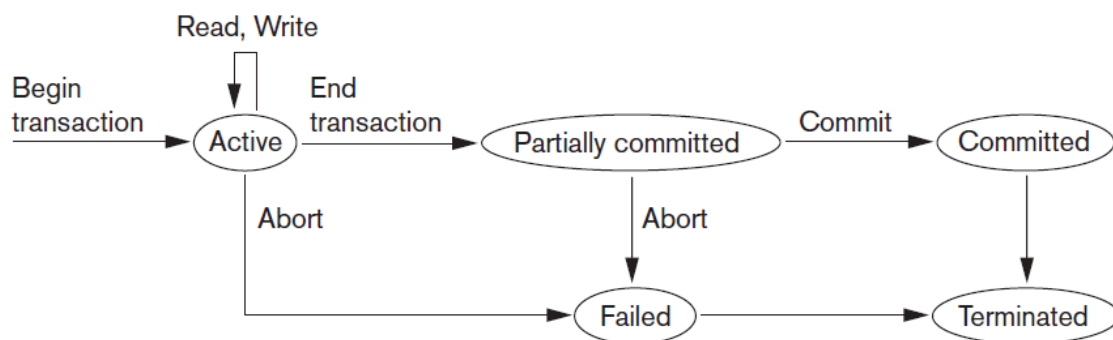 Read, Write
Begin
transaction
End
transaction
Active
Partially committed
Commit
Committed
Abort
Abort
Failed
Terminated